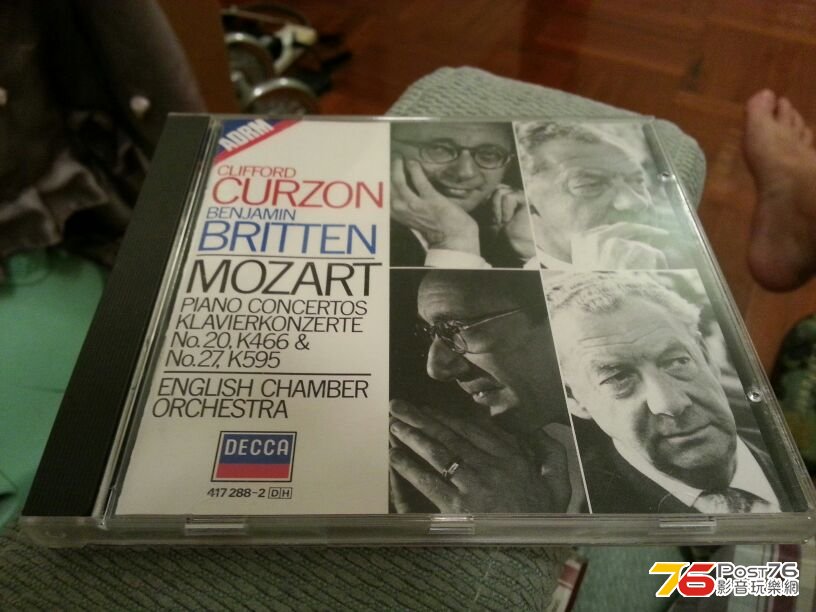 ADRM
CLIFFORD
CURZON
BENJAMIN
BRITTEN
MOZART
PIANO CONCERTOS
KLAVIERKONZERTE
No.20, K466 &
No.27, K595
ENGLISH CHAMBER
ORCHESTRA
DECCA
417 288-2 DH
76 Post76
影音玩樂網